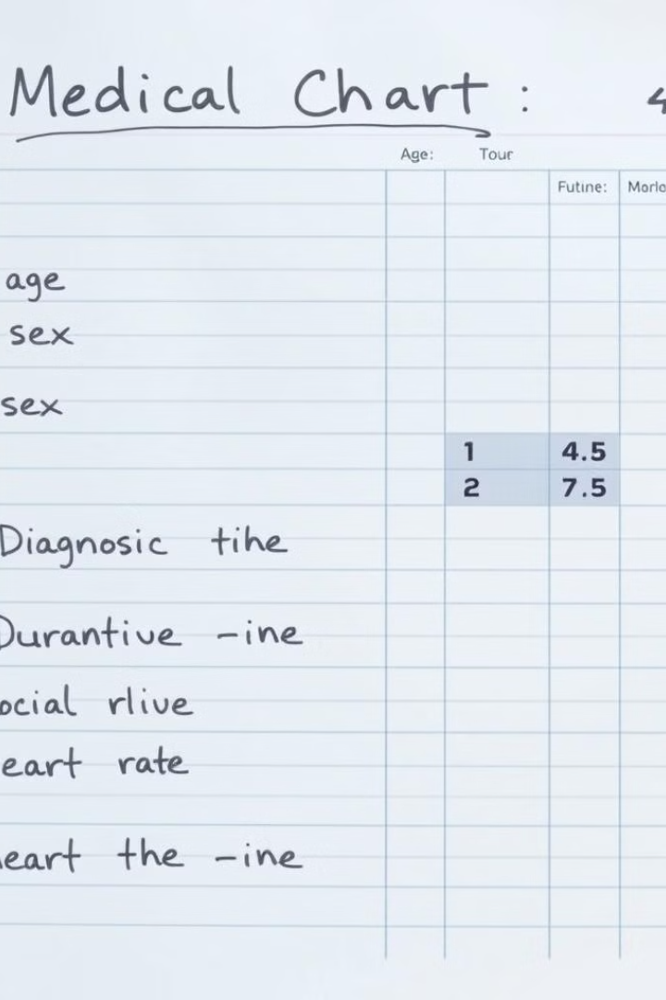 Medical Chart: 4
Age: Tour
Futine: Morlo
age
sex
sex
1 4.5
2 7.5
Diagnosic tihe
Durantive -ine
ocial rlive
eart rate
eart the -ine